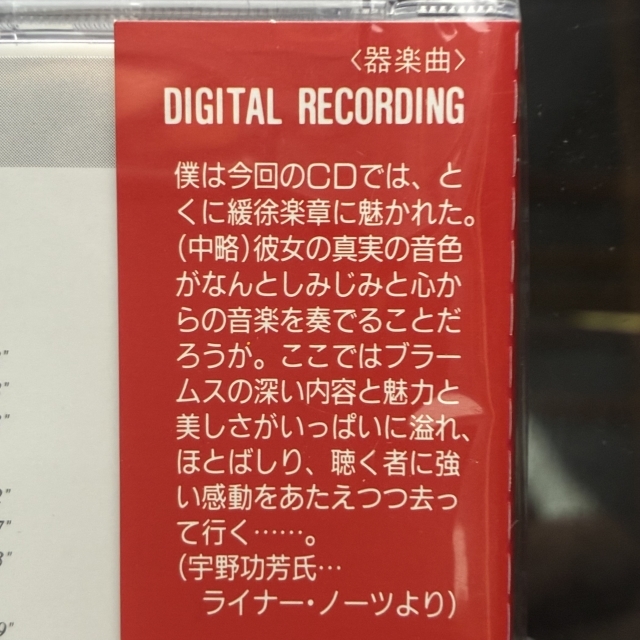 〈器楽曲〉
DIGITAL RECORDING
僕は今回のCDでは、と
くに緩徐楽章に魅かれた。
(中略)彼女の真実の音色
がなんとしみじみと心か
らの音楽を奏でることだ
ろうか。ここではブラー
ムスの深い内容と魅力と
美しさがいっぱいに溢れ、
ほとばしり、聴く者に強
い感動をあたえつつ去っ
て行く……。
(宇野功芳氏…
ライナー・ノーツより)